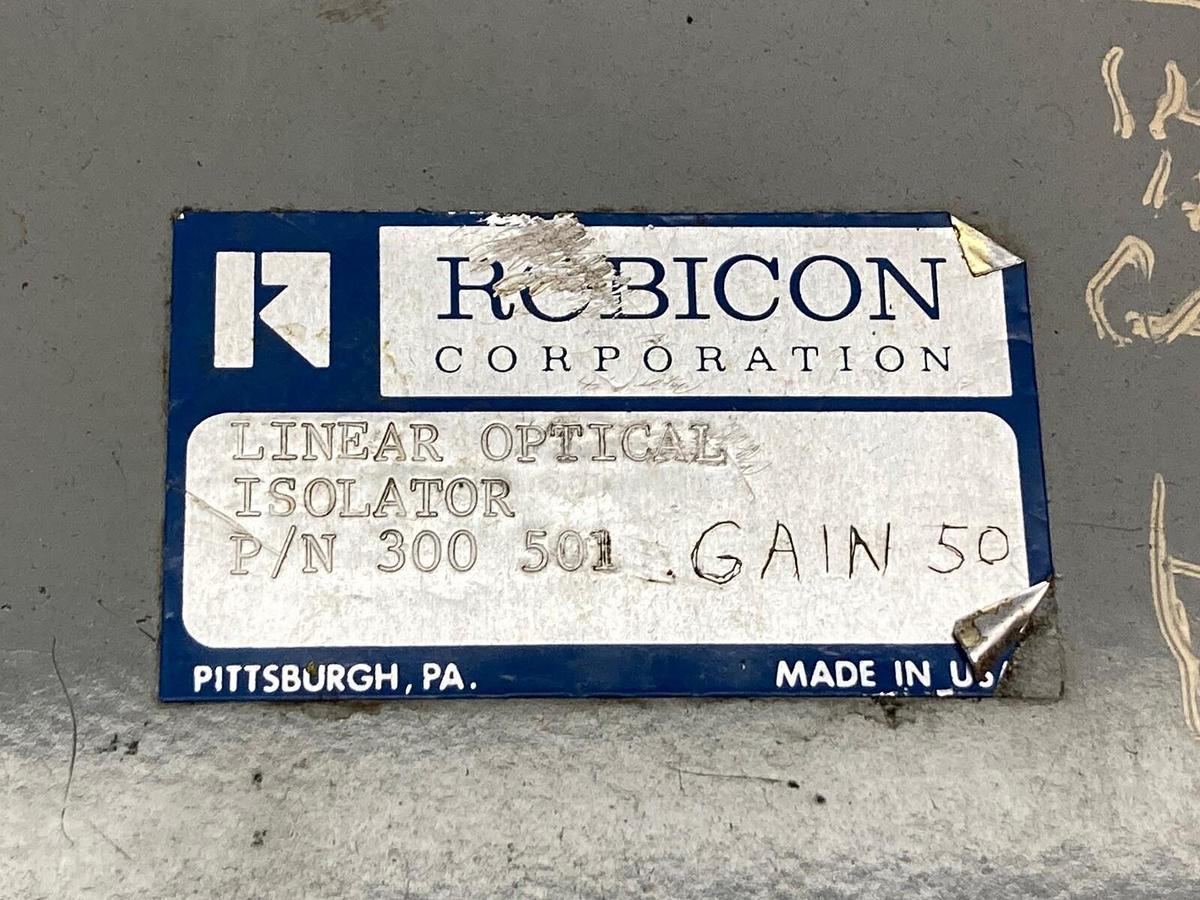 ROBICON
CORPORATION
LINEAR OPTICAL
ISOLATOR
P/N 300 501 GAIN 50
PITTSBURGH, PA. MADE IN USA